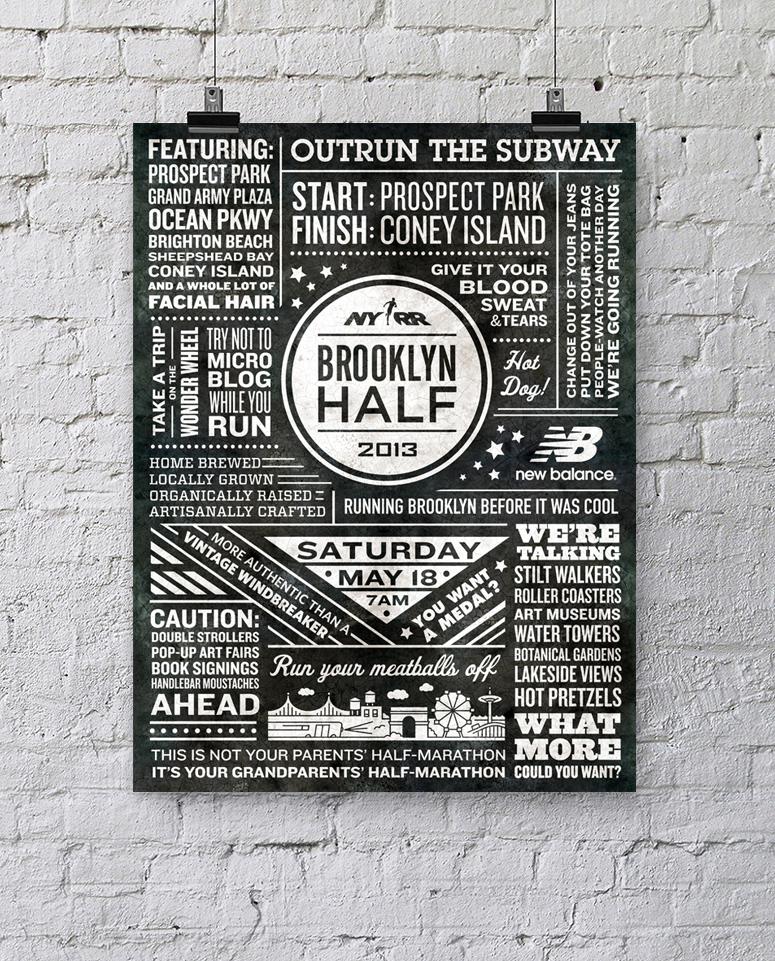 FEATURING:
PROSPECT PARK
GRAND ARMY PLAZA
OCEAN PKWY
BRIGHTON BEACH
SHEEPSHEAD BAY
CONEY ISLAND
AND A WHOLE LOT OF
FACIAL HAIR
OUTRUN THE SUBWAY
START: PROSPECT PARK
FINISH: CONEY ISLAND
GIVE IT YOUR
BLOOD
SWEAT
&TEARS
Hot
Dog!
CHANGE OUT OF YOUR JEANS
PUT DOWN YOUR TOTE BAG
PEOPLE-WATCH ANOTHER DAY
WE'RE GOING RUNNING
TAKE A TRIP
ON THE
WONDER WHEEL
TRY NOT TO
MICRO
BLOG
WHILE YOU
RUN
NYRR
BROOKLYN
HALF
2013
NB
new balance
HOME BREWED
LOCALLY GROWN
ORGANICALLY RAISED
ARTISANALLY CRAFTED
RUNNING BROOKLYN BEFORE IT WAS COOL
MORE AUTHENTIC THAN A
VINTAGE WINDBREAKER
SATURDAY
MAY 18
7AM
YOU WANT
A MEDAL?
WE'RE
TALKING
STILT WALKERS
ROLLER COASTERS
ART MUSEUMS
WATER TOWERS
BOTANICAL GARDENS
LAKESIDE VIEWS
HOT PRETZELS
WHAT
MORE
COULD YOU WANT?
CAUTION:
DOUBLE STROLLERS
POP-UP ART FAIRS
BOOK SIGNINGS
HANDLEBAR MOUSTACHES
AHEAD
Run your meatballs off
THIS IS NOT YOUR PARENTS' HALF-MARATHON
IT'S YOUR GRANDPARENTS' HALF-MARATHON